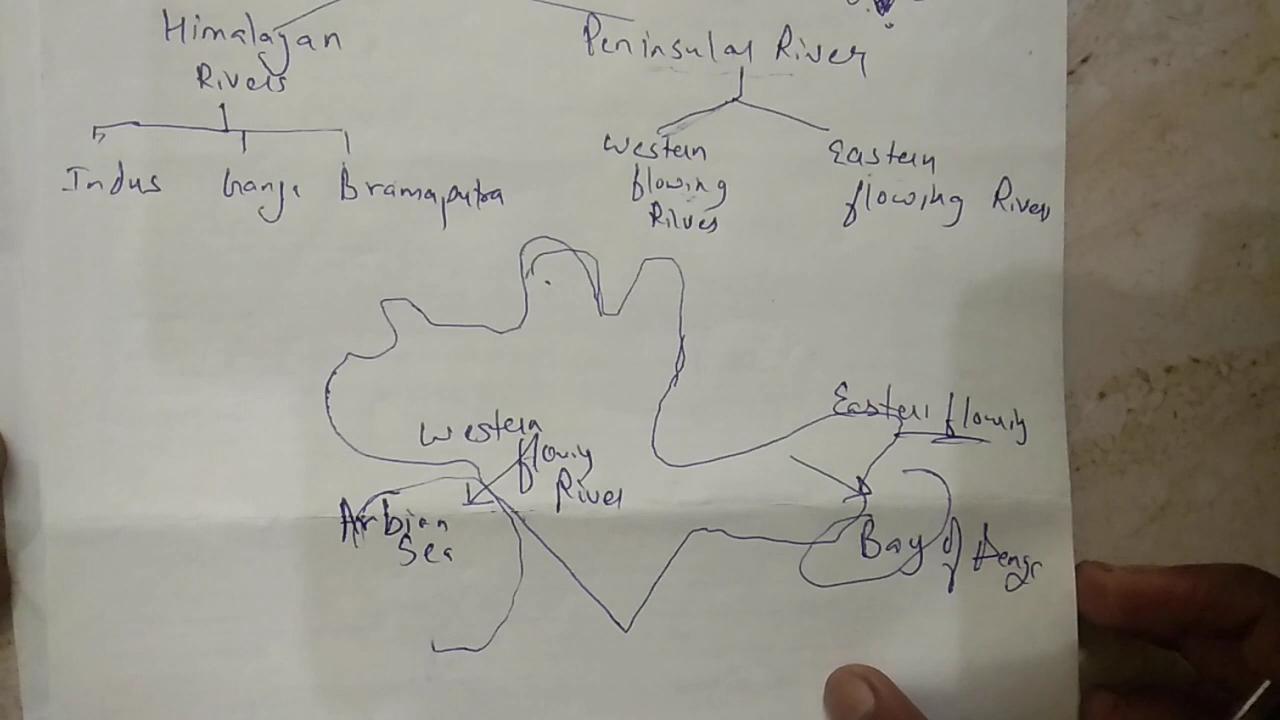 Himalayan
Rivers
Peninsular River
Indus Ganga Bramaputra
Western
flowing
Rilves
Eastern
flowing River
Western
flowing
River
Eastern flowing
Arbian
Sea
Bay of Bengal